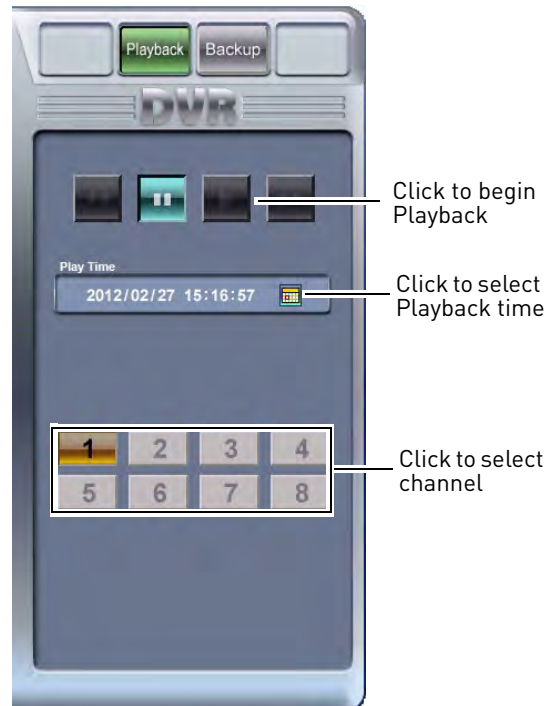 Playback Backup
DVR
Click to begin
Playback
Play Time
2012/02/27 15:16:57
Click to select
Playback time
1 2 3 4
5 6 7 8
Click to select
channel